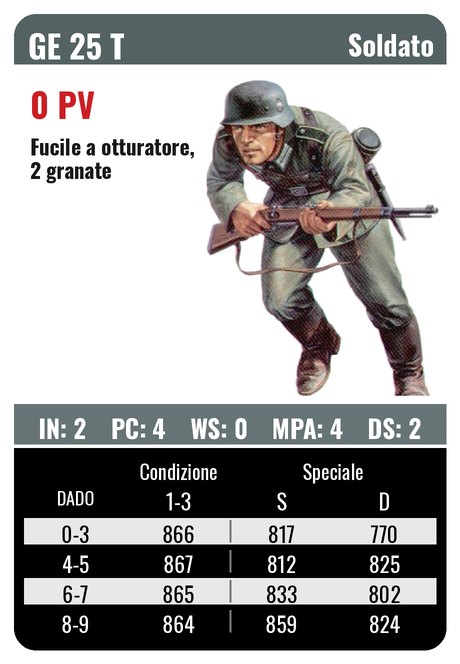 GE 25 T
Soldato
0 PV
Fucile a otturatore,
2 granate
IN: 2 PC: 4 WS: 0 MPA: 4 DS: 2
Condizione Speciale
DADO 1-3 S D
0-3 866 817 770
4-5 867 812 825
6-7 865 833 802
8-9 864 859 824